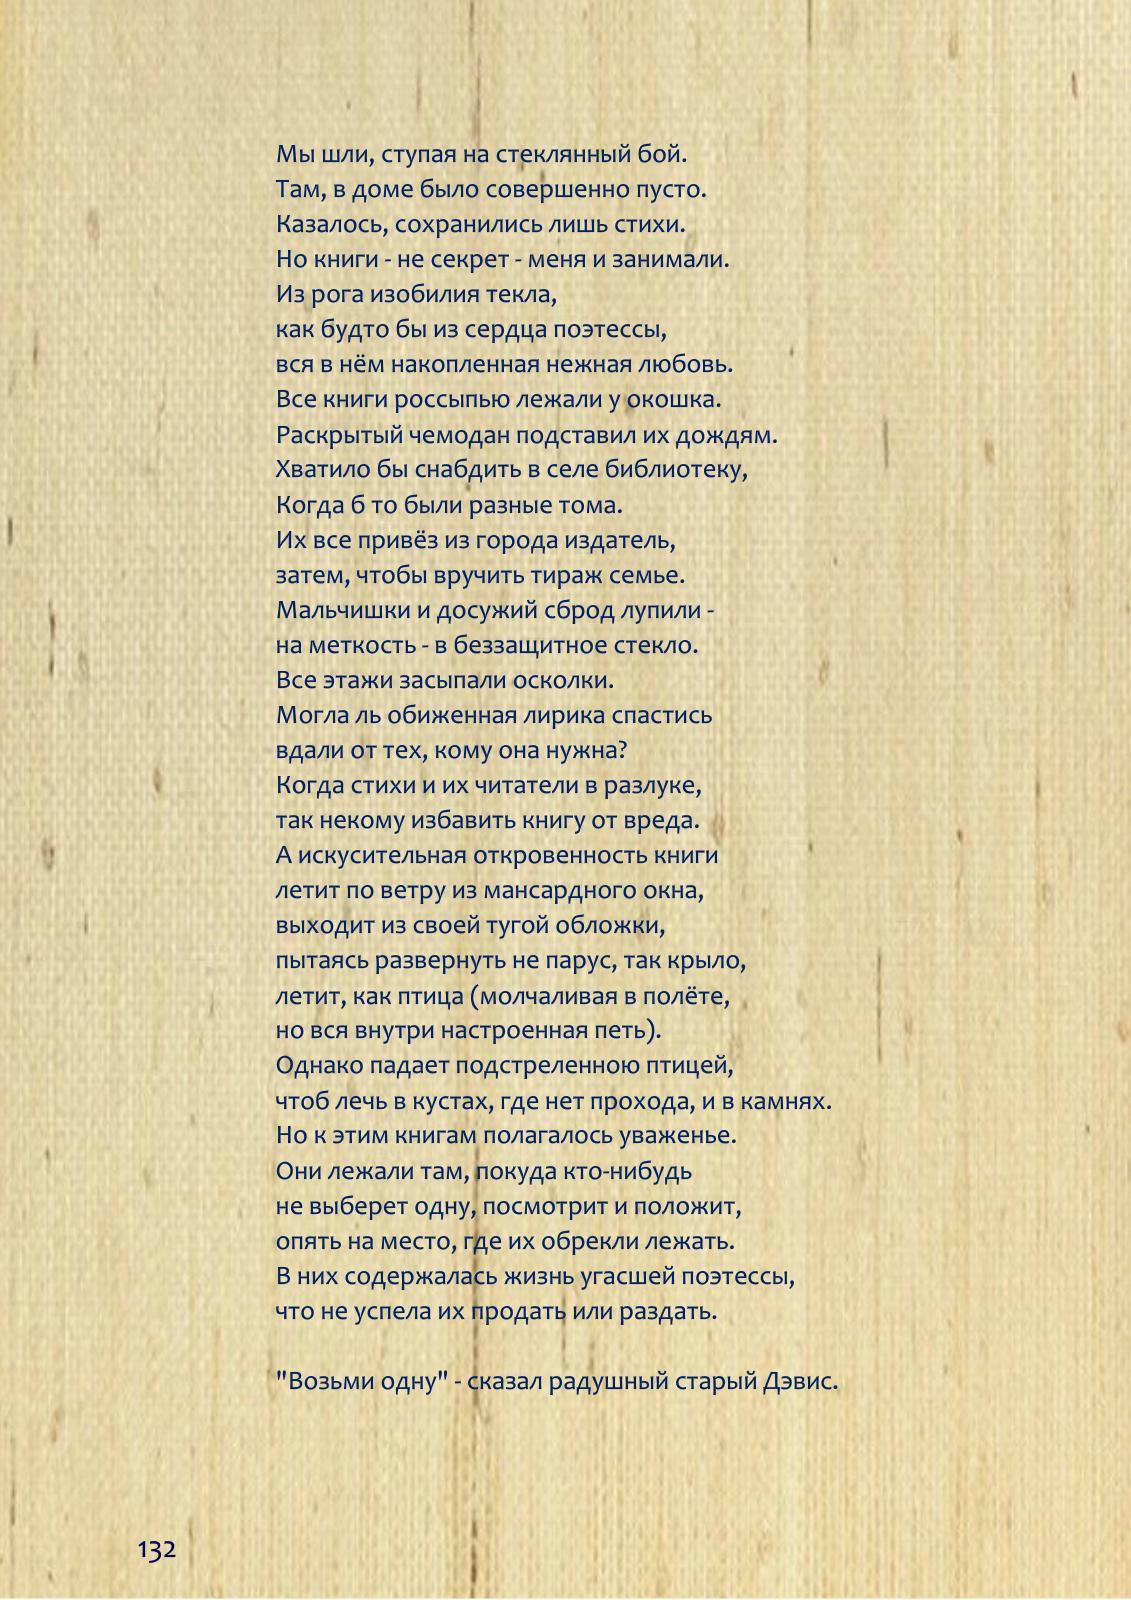 Мы шли, ступая на стеклянный бой.
Там, в доме было совершенно пусто.
Казалось, сохранились лишь стихи.
Но книги - не секрет - меня и занимали.
Из рога изобилия текла,
как будто бы из сердца поэтессы,
вся в нём накопленная нежная любовь.
Все книги россыпью лежали у окошка.
Раскрытый чемодан подставил их дождям.
Хватило бы снабдить в селе библиотеку,
Когда б то были разные тома.
Их все привёз из города издатель,
затем, чтобы вручить тираж семье.
Мальчишки и досужий сброд лупили -
на меткость - в беззащитное стекло.
Все этажи засыпали осколки.
Могла ль обиженная лирика спастись
вдали от тех, кому она нужна?
Когда стихи и их читатели в разлуке,
так некому избавить книгу от вреда.
А искусительная откровенность книги
летит по ветру из мансардного окна,
выходит из своей тугой обложки,
пытаясь развернуть не парус, так крыло,
летит, как птица (молчаливая в полёте,
но вся внутри настроенная петь).
Однако падает подстреленною птицей,
чтоб лечь в кустах, где нет прохода, и в камнях.
Но к этим книгам полагалось уваженье.
Они лежали там, покуда кто-нибудь
не выберет одну, посмотрит и положит,
опять на место, где их обрекли лежать.
В них содержалась жизнь угасшей поэтессы,
что не успела их продать или раздать.
"Возьми одну" - сказал радушный старый Дэвис.
132